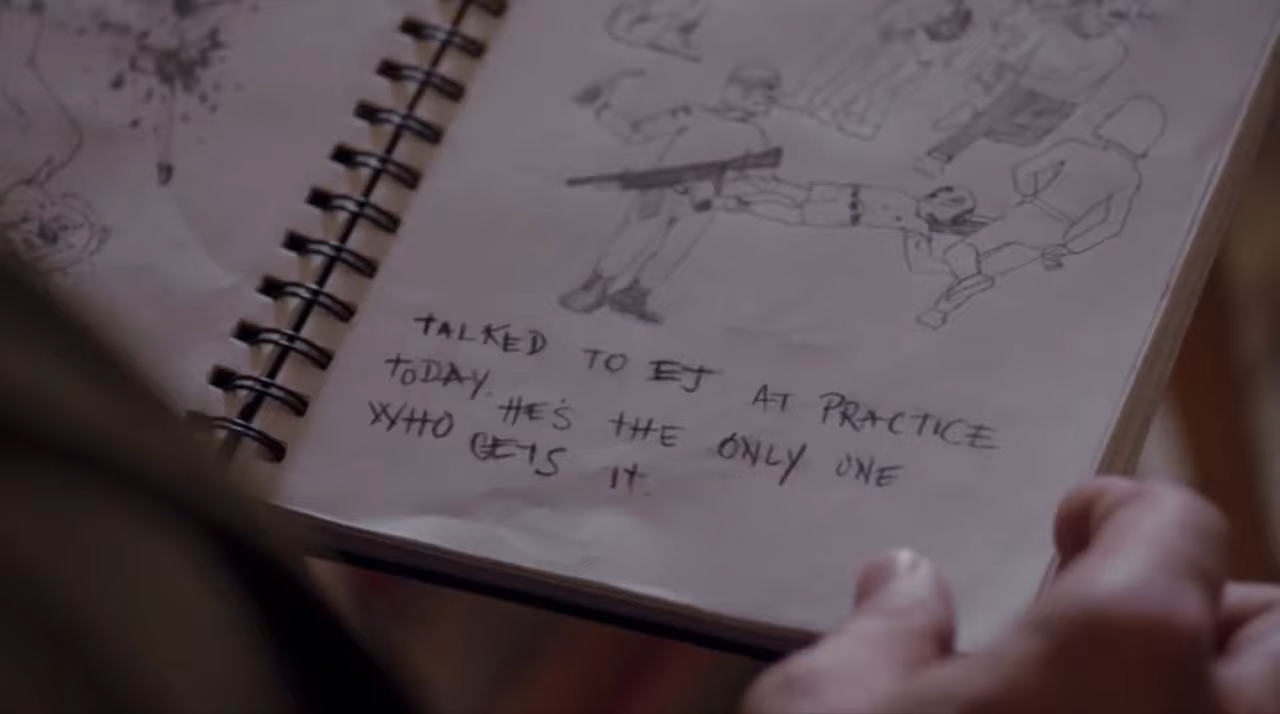 TALKED TO EJ AT PRACTICE
TODAY. HE'S THE ONLY ONE
WHO GETS IT.